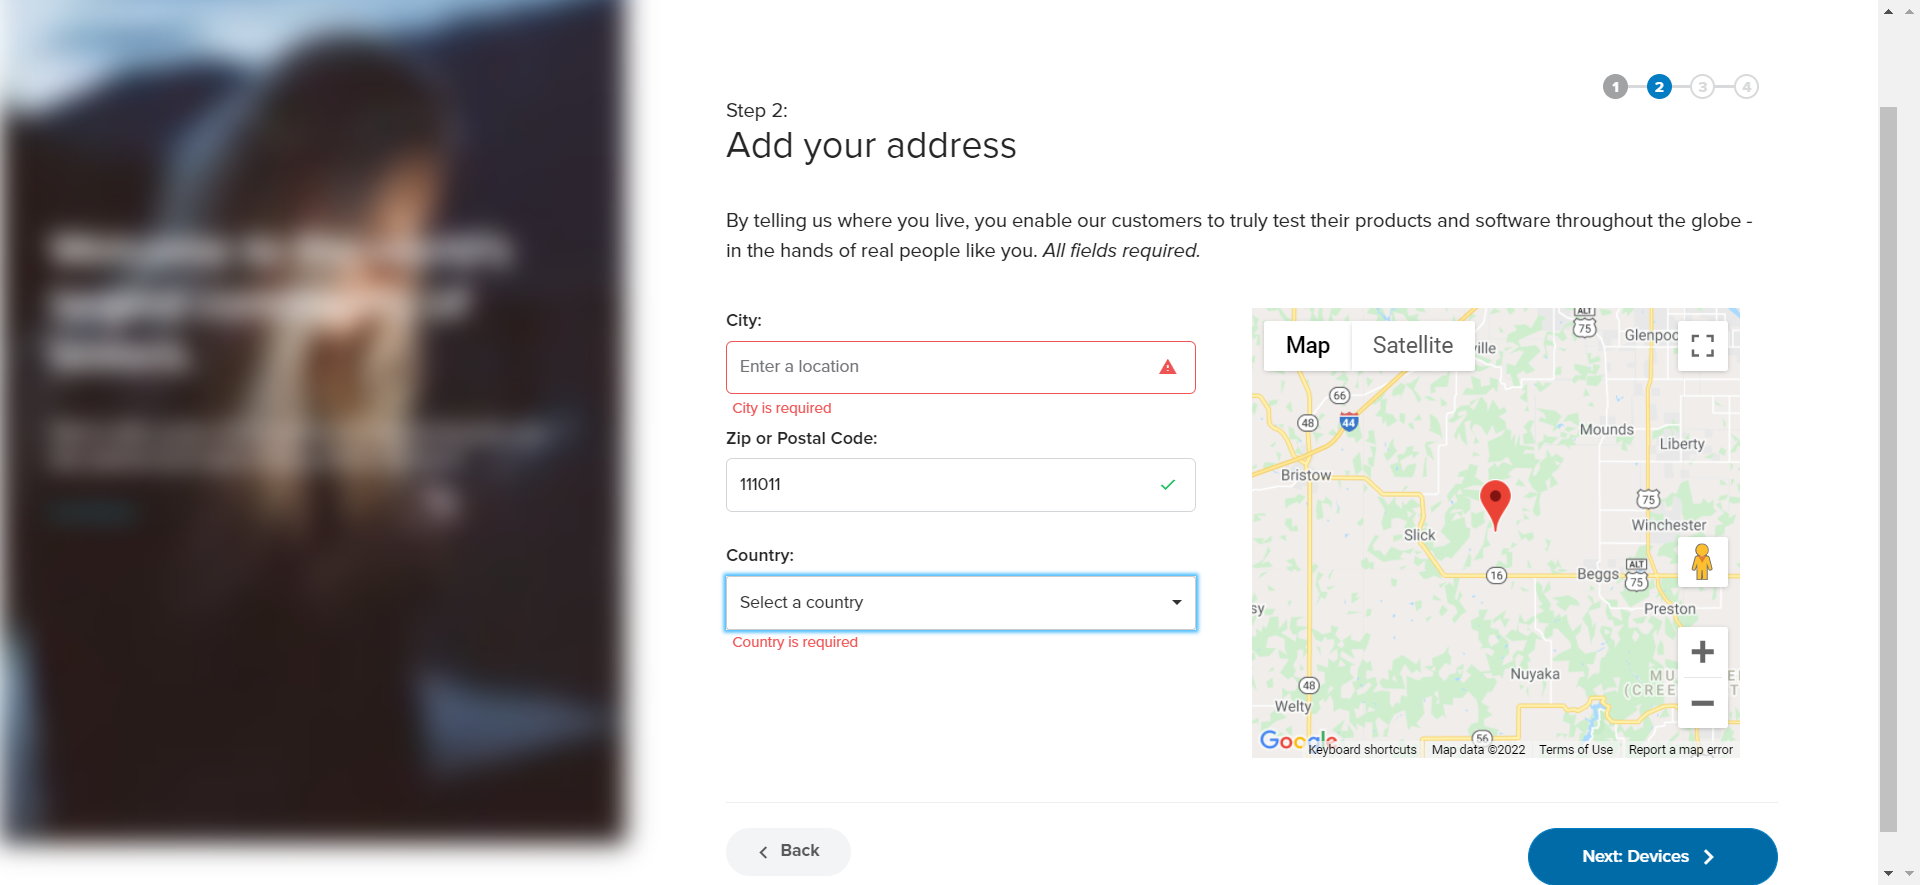 1
2
3
4
Step 2:
Add your address
By telling us where you live, you enable our customers to truly test their products and software throughout the globe -
in the hands of real people like you. All fields required.
City:
Enter a location
City is required
Zip or Postal Code:
111011
Country:
Select a country
Country is required
Map
Satellite
ville
ALT
75
Glenpoo
66
48
44
Mounds
Liberty
Bristow
75
Winchester
Slick
16
Beggs
ALT
75
Preston
sy
Nuyaka
48
Welty
56
Google
Keyboard shortcuts
Map data ©2022
Terms of Use
Report a map error
Back
Next: Devices